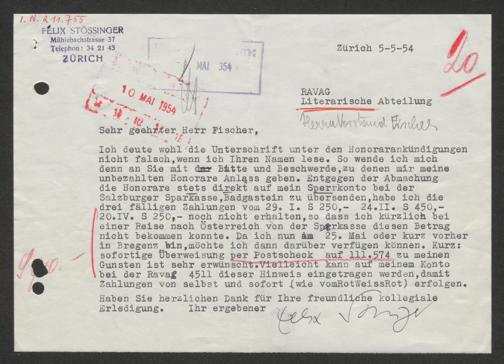 I.N. 211.755
FELIX STÖSSINGER
Mühlebachstrasse 37
Telephon: 34 21 43
ZÜRICH
Zürich 5-5-54
20
MAI 954
10 MAI 1954
RAVAG
Literarische Abteilung
Herrn Vorstand Fischer
Sehr geehrter Herr Fischer,
Ich deute wohl die Unterschrift unter den Honorarankündigungen
nicht falsch, wenn ich Ihren Namen lese. So wende ich mich
denn an Sie mit der Bitte und Beschwerde, zu denen mir meine
unbezahlten Honorare Anlass geben. Entgegen der Abmachung
die Honorare stets direkt auf mein Sperrkonto bei der
Salzburger Sparkasse, Badgastein zu übersenden, habe ich die
drei fälligen Zahlungen vom 29. I. S 250,- 24.II. S 450,-
20.IV. S 250,- noch nicht erhalten, so dass ich kürzlich bei
einer Reise nach Österreich von der Sparkasse diesen Betrag
nicht bekommen konnte. Da ich nun am 25. Mai oder kurz vorher
in Bregenz bin, möchte ich dann darüber verfügen können. Kurz:
sofortige Überweisung per Postscheck auf 111.574 zu meinen
Gunsten ist sehr erwünscht. Vielleicht kann auf meinem Konto
bei der Ravag 4511 dieser Hinweis eingetragen werden, damit
Zahlungen von selbst und sofort (wie vomRotWeissRot) erfolgen.
Haben Sie herzlichen Dank für Ihre freundliche kollegiale
Erledigung. Ihr ergebener